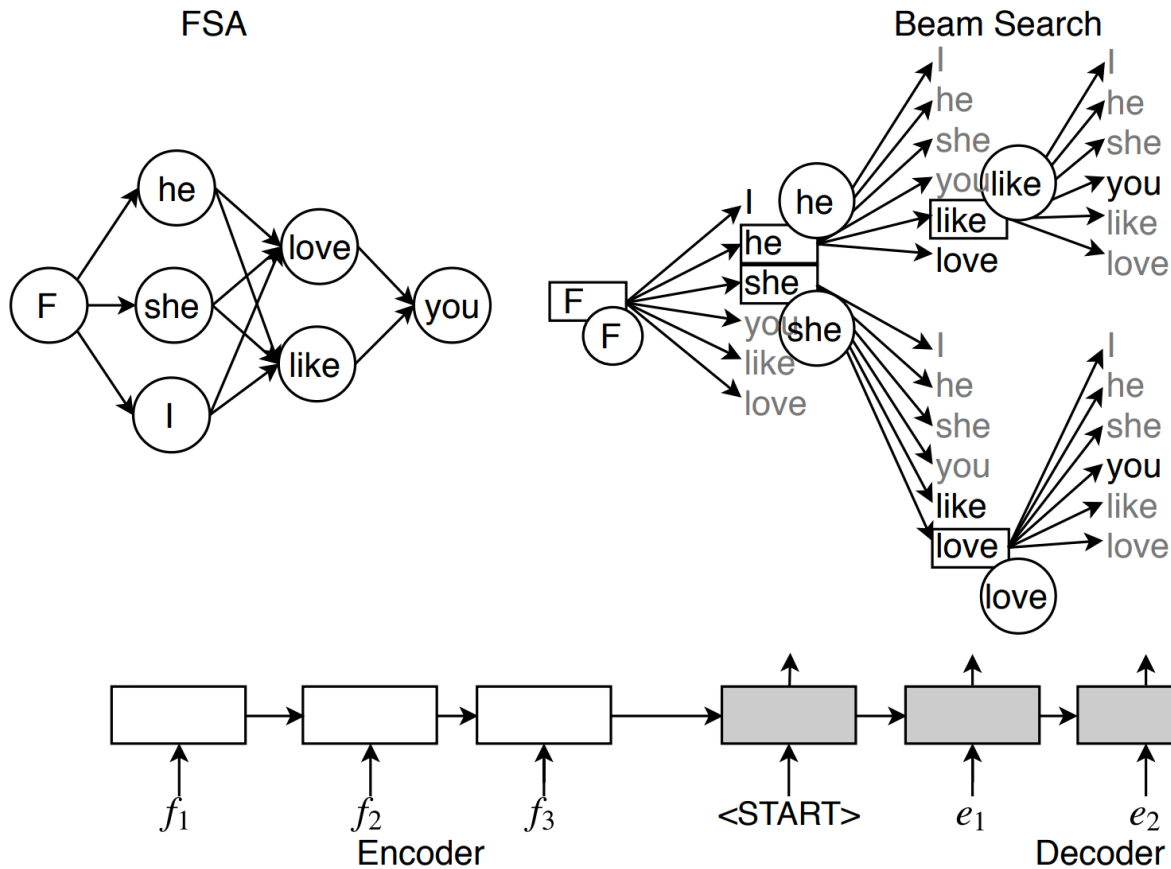 FSA
he
F
she
I
love
like
you
Beam Search
F
F
I
he
she
you
like
love
he
she
I
he
she
you
like
love
like
I
he
she
you
like
love
I
he
she
you
like
love
love
I
he
she
you
like
love
f1
f2
f3
<START>
e1
e2
Encoder
Decoder